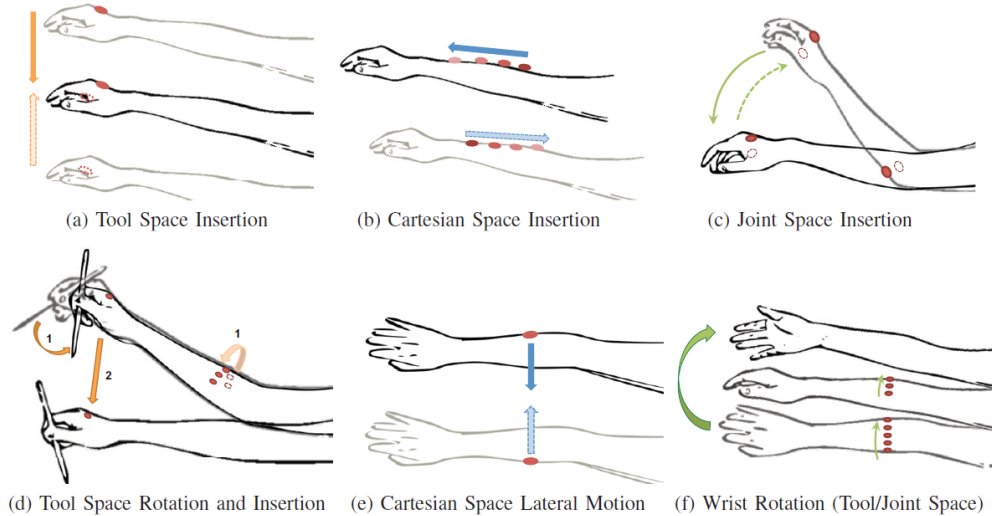 (a) Tool Space Insertion
(b) Cartesian Space Insertion
(c) Joint Space Insertion
1
1
2
(d) Tool Space Rotation and Insertion
(e) Cartesian Space Lateral Motion
(f) Wrist Rotation (Tool/Joint Space)